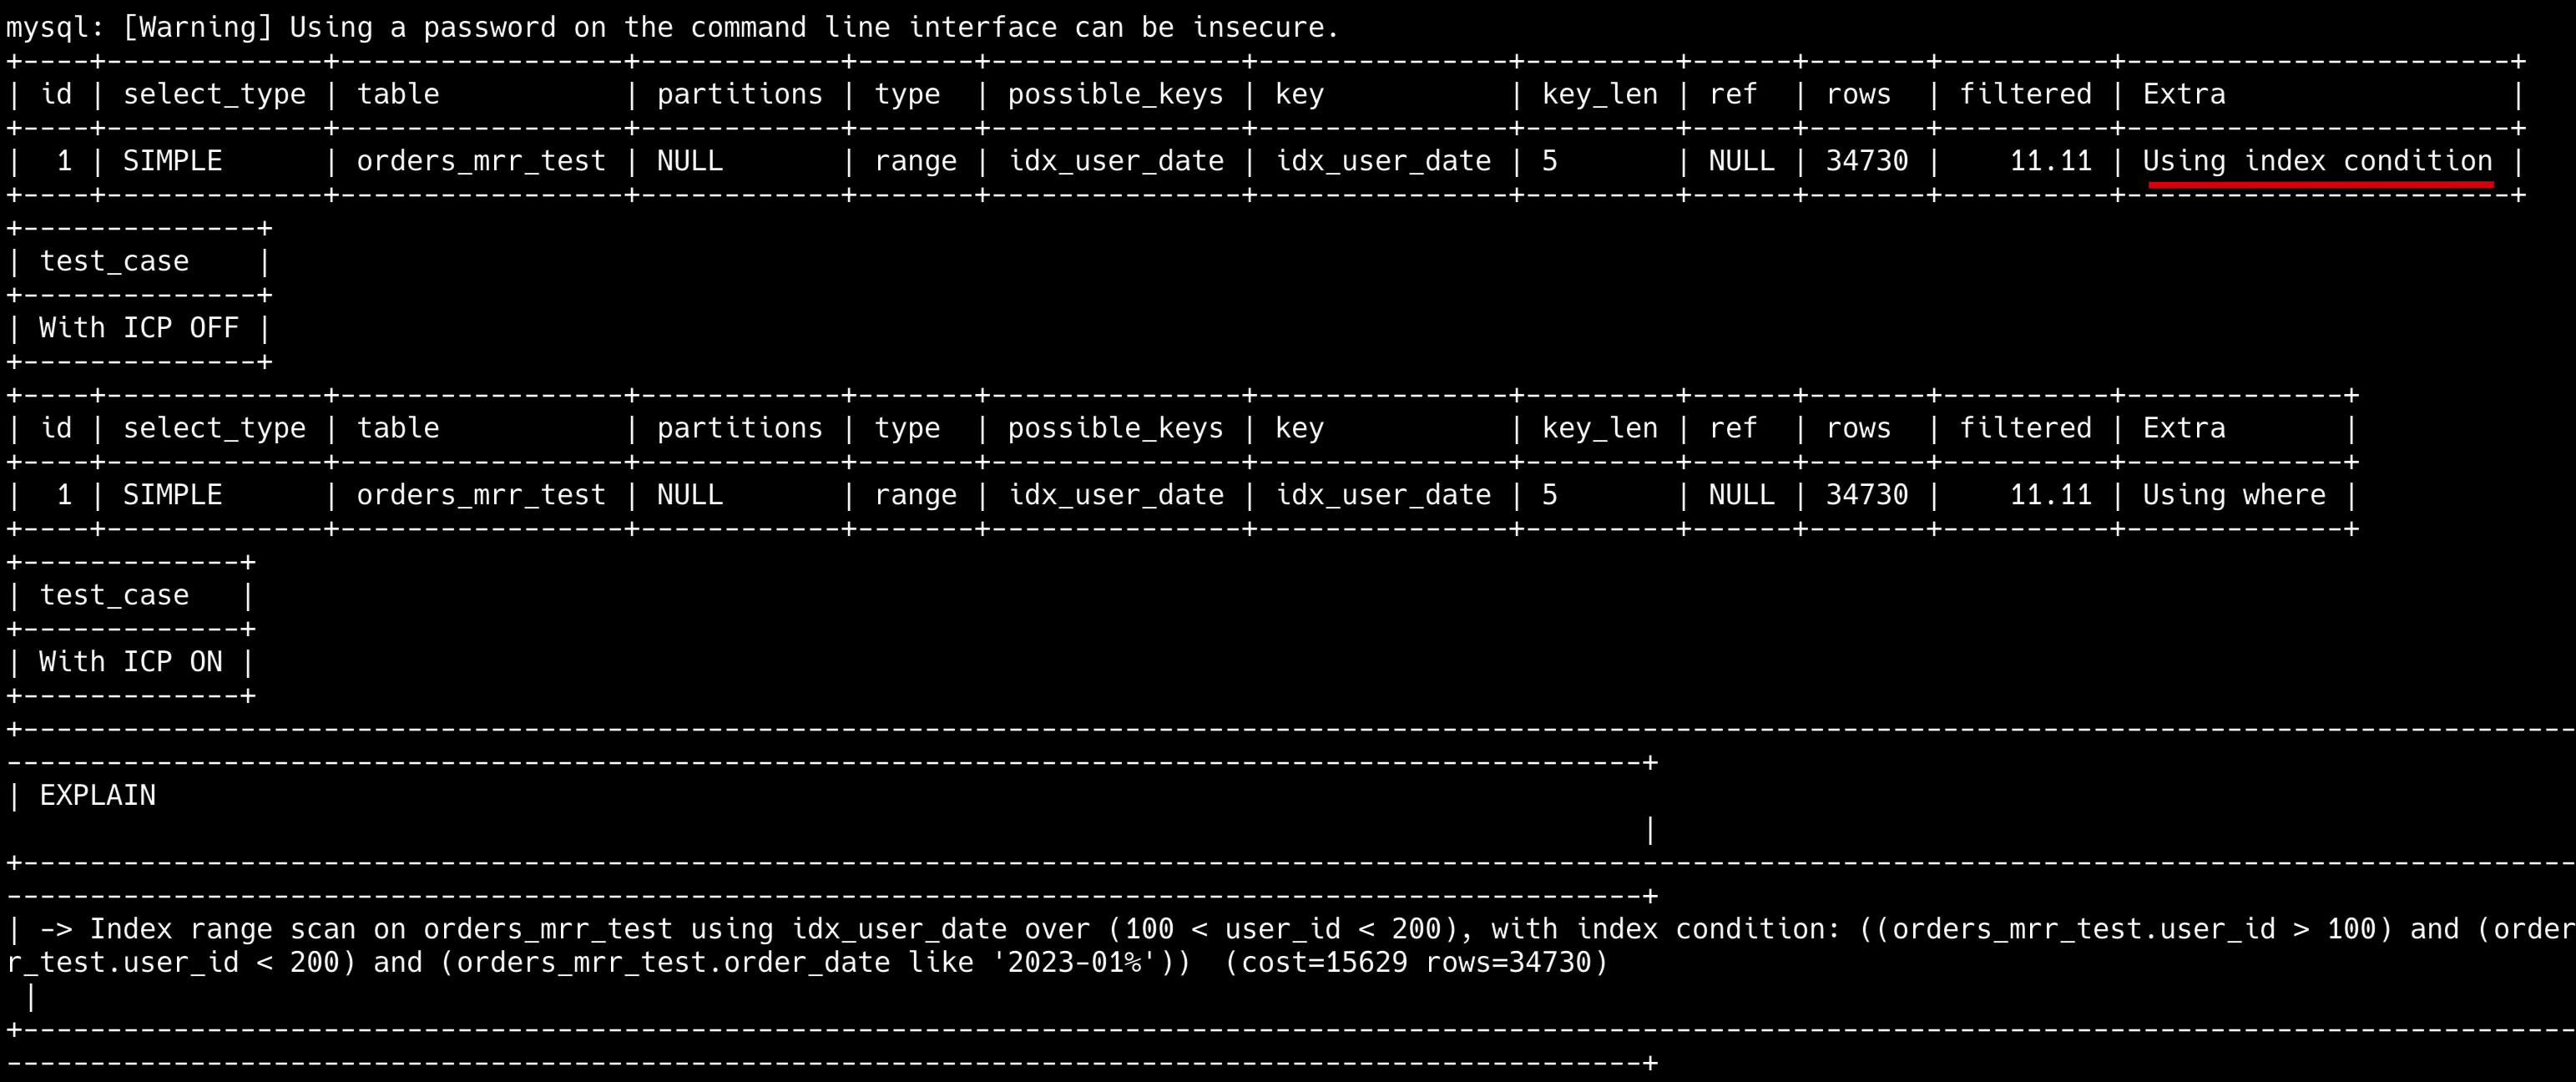 mysql: [Warning] Using a password on the command line interface can be insecure.
+----+-------------+-----------------+------------+-------+---------------+---------------+---------+------+-------+----------+-----------------------+
| id | select_type | table           | partitions | type  | possible_keys | key           | key_len | ref  | rows  | filtered | Extra                 |
+----+-------------+-----------------+------------+-------+---------------+---------------+---------+------+-------+----------+-----------------------+
|  1 | SIMPLE      | orders_mrr_test | NULL       | range | idx_user_date | idx_user_date | 5       | NULL | 34730 |    11.11 | Using index condition |
+----+-------------+-----------------+------------+-------+---------------+---------------+---------+------+-------+----------+-----------------------+
+--------------+
| test_case    |
+--------------+
| With ICP OFF |
+--------------+
+----+-------------+-----------------+------------+-------+---------------+---------------+---------+------+-------+----------+-------------+
| id | select_type | table           | partitions | type  | possible_keys | key           | key_len | ref  | rows  | filtered | Extra       |
+----+-------------+-----------------+------------+-------+---------------+---------------+---------+------+-------+----------+-------------+
|  1 | SIMPLE      | orders_mrr_test | NULL       | range | idx_user_date | idx_user_date | 5       | NULL | 34730 |    11.11 | Using where |
+----+-------------+-----------------+------------+-------+---------------+---------------+---------+------+-------+----------+-------------+
+-------------+
| test_case   |
+-------------+
| With ICP ON |
+-------------+
| EXPLAIN
|
| -> Index range scan on orders_mrr_test using idx_user_date over (100 < user_id < 200), with index condition: ((orders_mrr_test.user_id > 100) and (order
r_test.user_id < 200) and (orders_mrr_test.order_date like '2023-01%'))  (cost=15629 rows=34730)
|